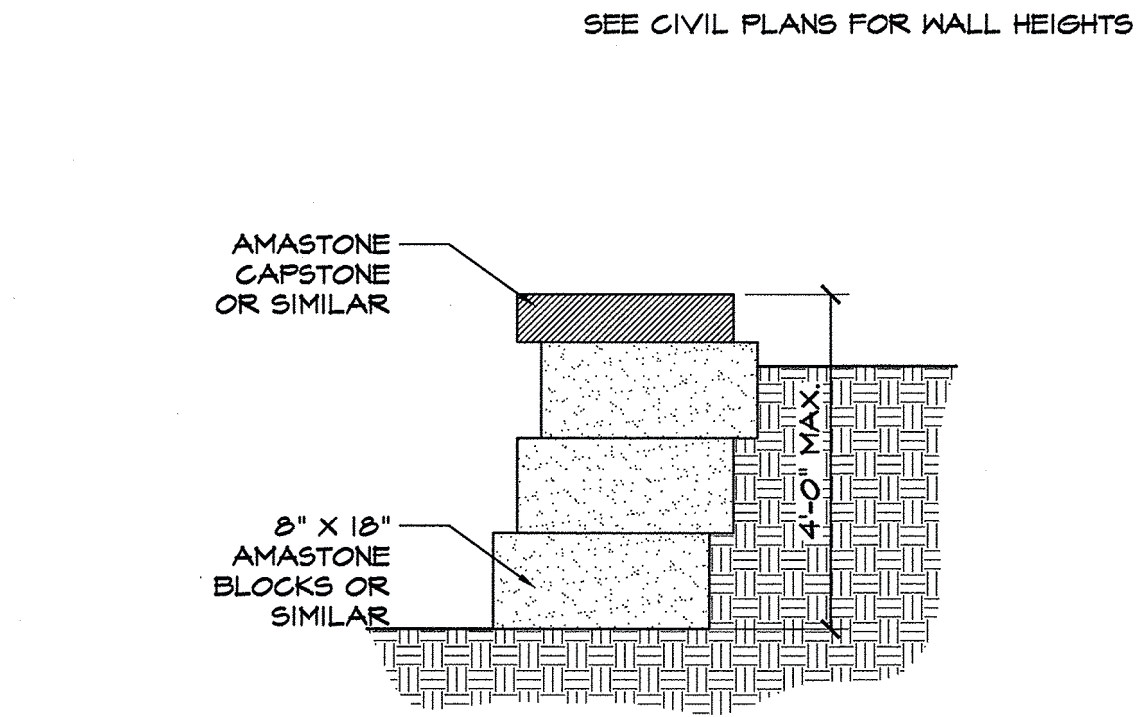 SEE CIVIL PLANS FOR WALL HEIGHTS
AMASTONE
CAPSTONE
OR SIMILAR
4'-0" MAX.
8" X 18"
AMASTONE
BLOCKS OR
SIMILAR